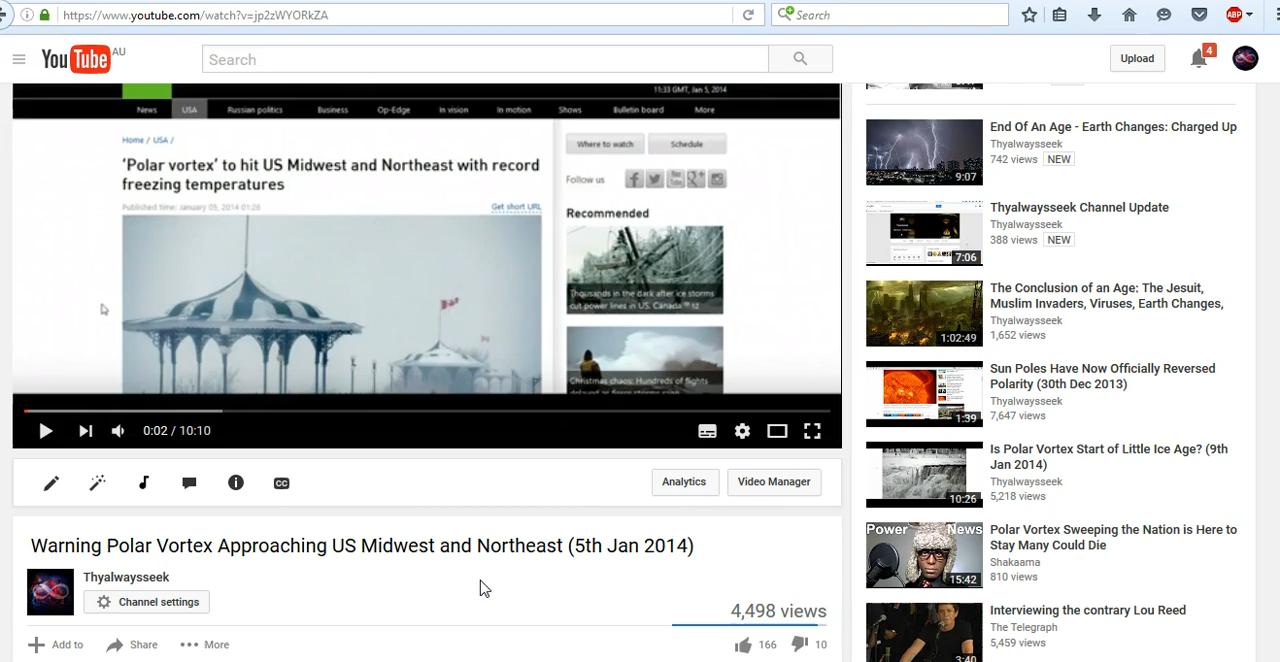 https://www.youtube.com/watch?v=jp2zWYORkZA
Search
ABP
YouTube AU
Search
Upload
4
11:33 GMT, Jan 5, 2014
News USA Russian politics Business Op-Edge In vision In motion Shows Bulletin board More
Home / USA /
'Polar vortex' to hit US Midwest and Northeast with record
freezing temperatures
Published time: January 05, 2014 01:26
Get short URL
Where to watch Schedule
Follow us
Recommended
Thousands in the dark after ice storms
cut power lines in US, Canada
Christmas chaos: Hundreds of flights
0:02 / 10:10
CC
Analytics
Video Manager
Warning Polar Vortex Approaching US Midwest and Northeast (5th Jan 2014)
Thyalwaysseek
Channel settings
4,498 views
Add to
Share
More
166
10
End Of An Age - Earth Changes: Charged Up
Thyalwaysseek
742 views NEW
9:07
Thyalwaysseek Channel Update
Thyalwaysseek
388 views NEW
7:06
The Conclusion of an Age: The Jesuit,
Muslim Invaders, Viruses, Earth Changes,
Thyalwaysseek
1,652 views
1:02:49
Sun Poles Have Now Officially Reversed
Polarity (30th Dec 2013)
Thyalwaysseek
7,647 views
1:39
Is Polar Vortex Start of Little Ice Age? (9th
Jan 2014)
Thyalwaysseek
5,218 views
10:26
Power News
Polar Vortex Sweeping the Nation is Here to
Stay Many Could Die
Shakaama
810 views
15:42
Interviewing the contrary Lou Reed
The Telegraph
5,459 views
3:40